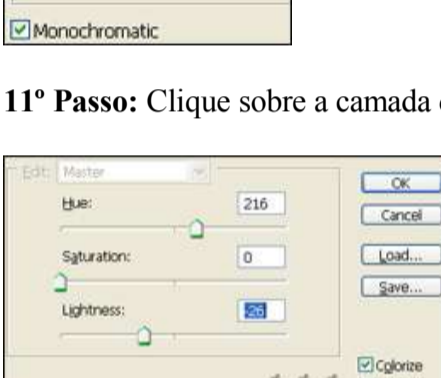 Monochromatic
11º Passo: Clique sobre a camada
Edit: Master
OK
Hue: 216
Cancel
Saturation: 0
Load...
Save...
Lightness: -26
Colorize